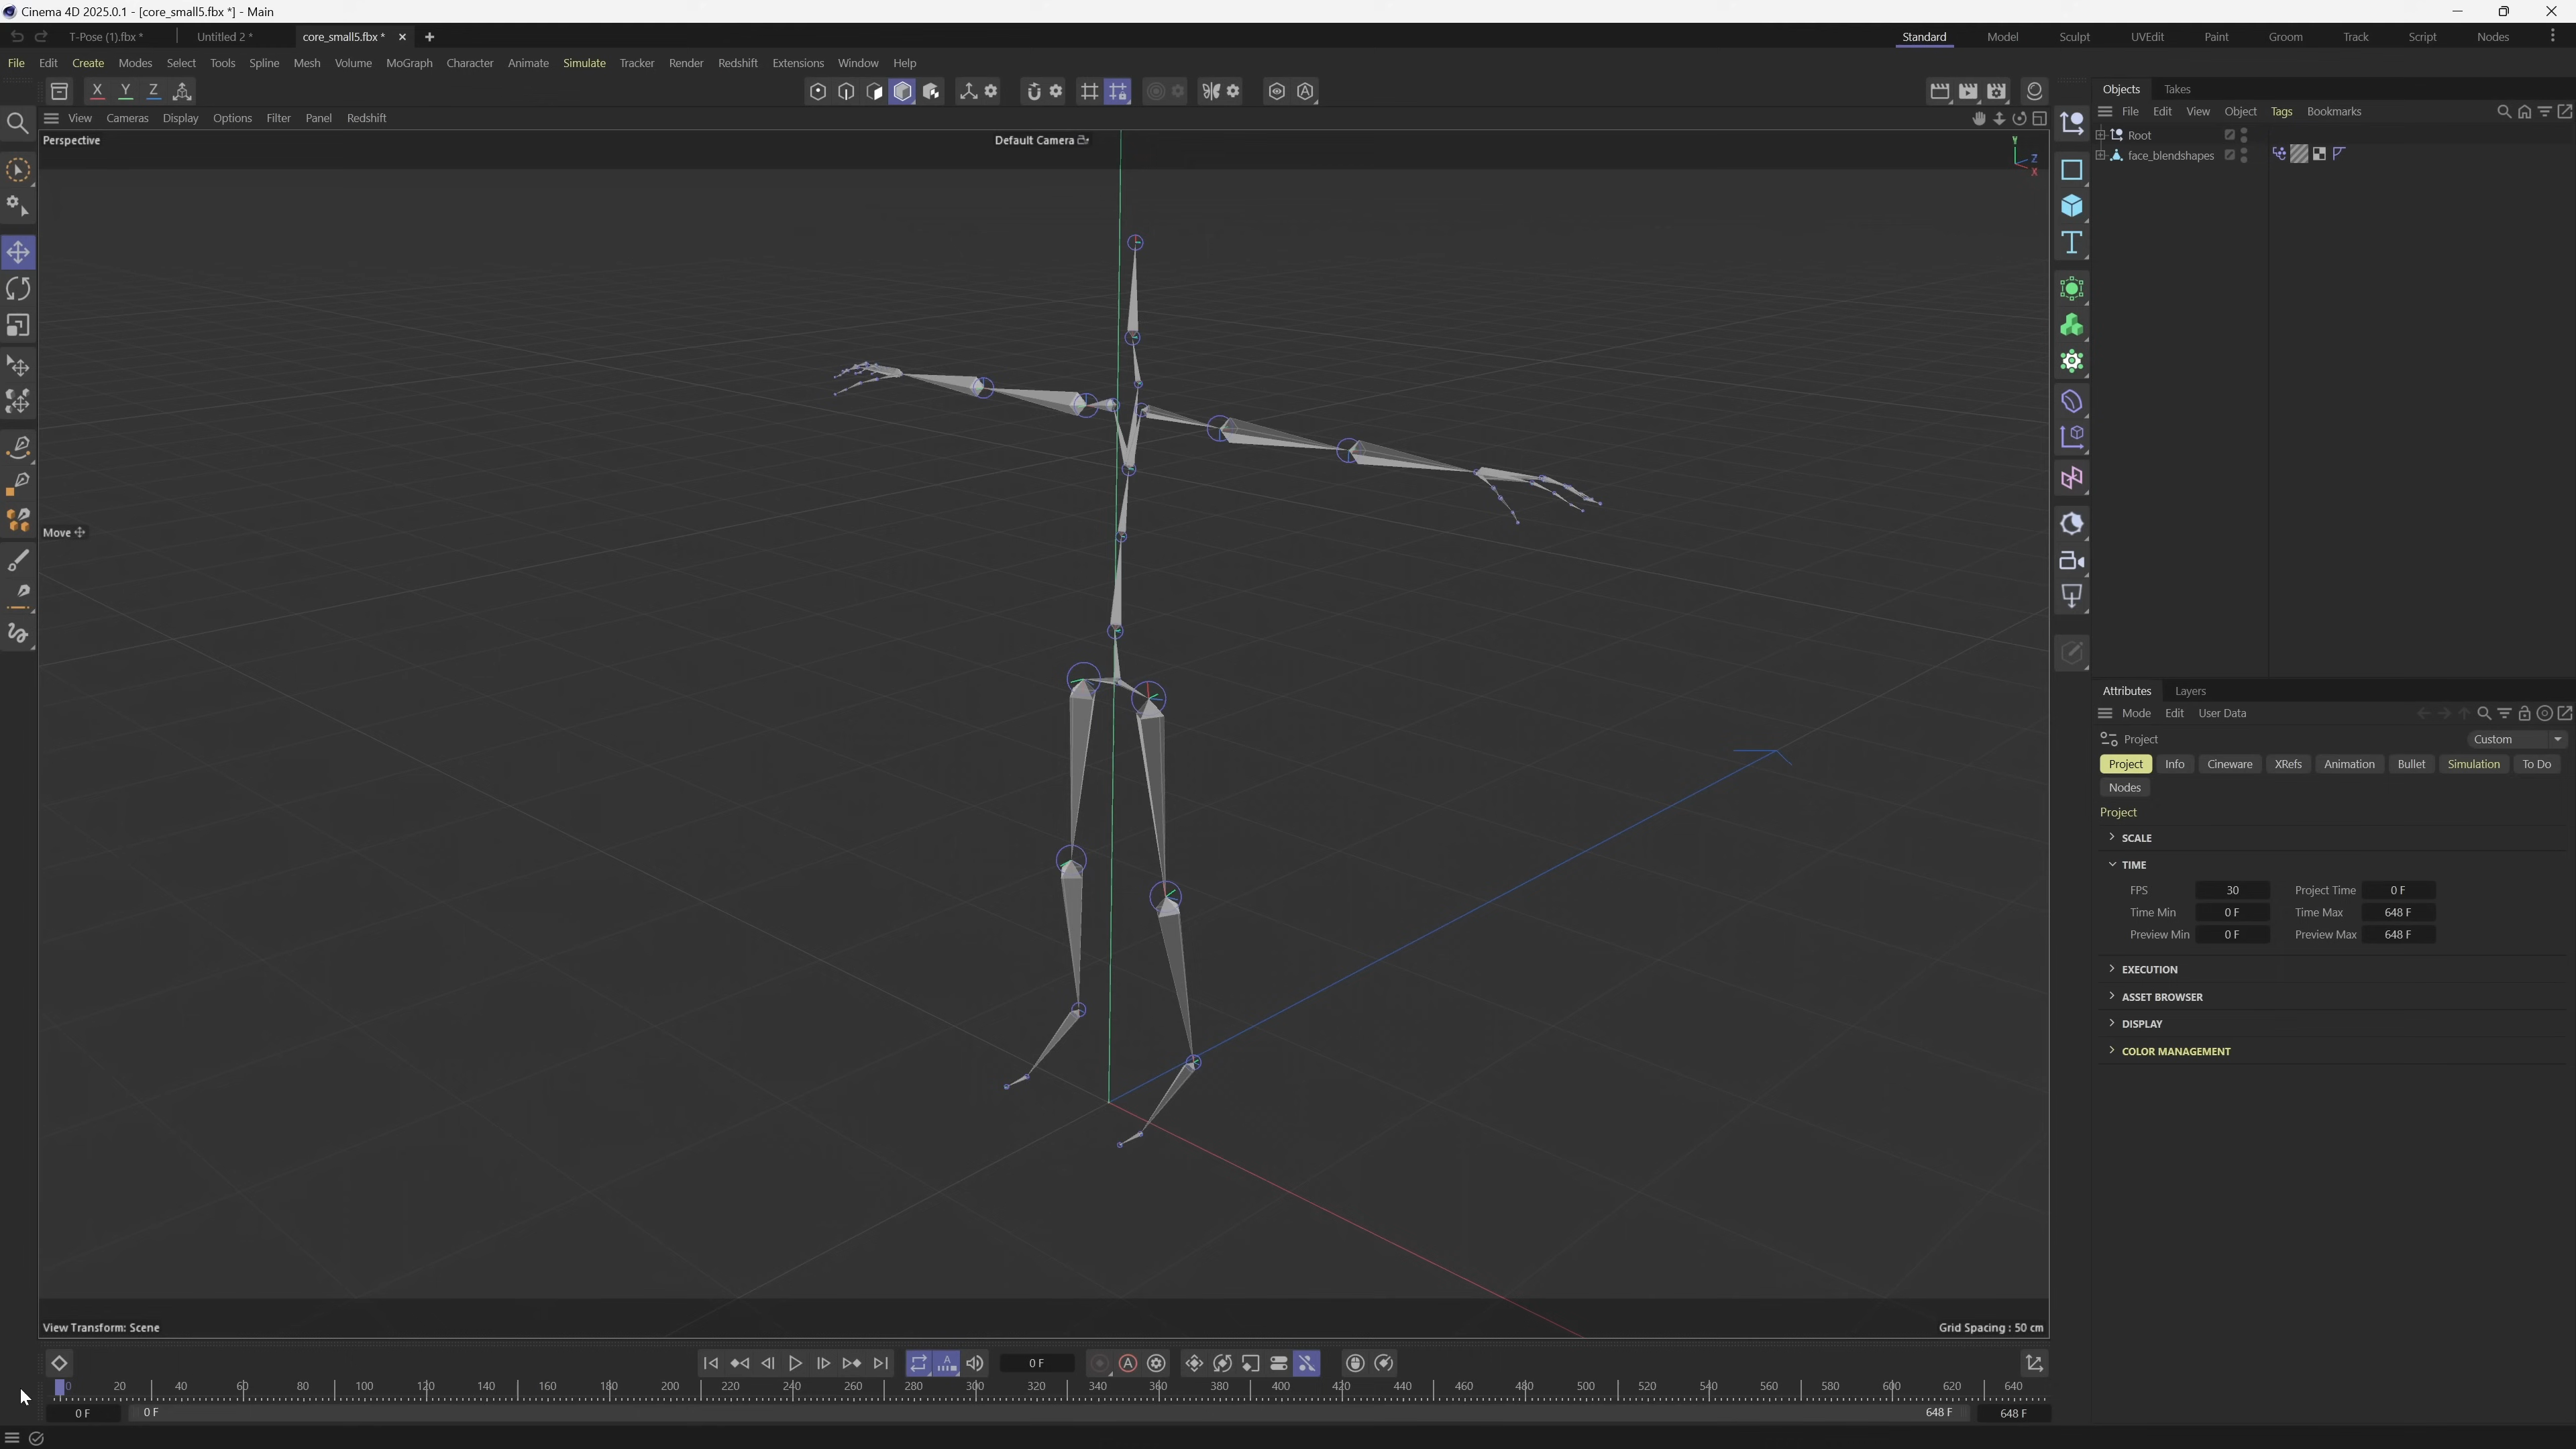 Cinema 4D 2025.0.1 - [core_small5.fbx *] - Main
T-Pose (1).fbx * Untitled 2 * core_small5.fbx * Standard Model Sculpt UVEdit Paint Groom Track Script Nodes
File Edit Create Modes Select Tools Spline Mesh Volume MoGraph Character Animate Simulate Tracker Render Redshift Extensions Window Help
X Y Z
Objects Takes
View Cameras Display Options Filter Panel Redshift
File Edit View Object Tags Bookmarks
Perspective
Default Camera
Y
Z
X
Root
face_blendshapes
Move
Attributes Layers
Mode Edit User Data
Project Custom
Project Info Cineware XRefs Animation Bullet Simulation To Do
Nodes
Project
SCALE
TIME
FPS 30 Project Time 0 F
Time Min 0 F Time Max 648 F
Preview Min 0 F Preview Max 648 F
EXECUTION
ASSET BROWSER
DISPLAY
COLOR MANAGEMENT
View Transform: Scene
Grid Spacing : 50 cm
A 0 F A
0 20 40 60 80 100 120 140 160 180 200 220 240 260 280 300 320 340 360 380 400 420 440 460 480 500 520 540 560 580 600 620 640
0 F 0 F 648 F 648 F